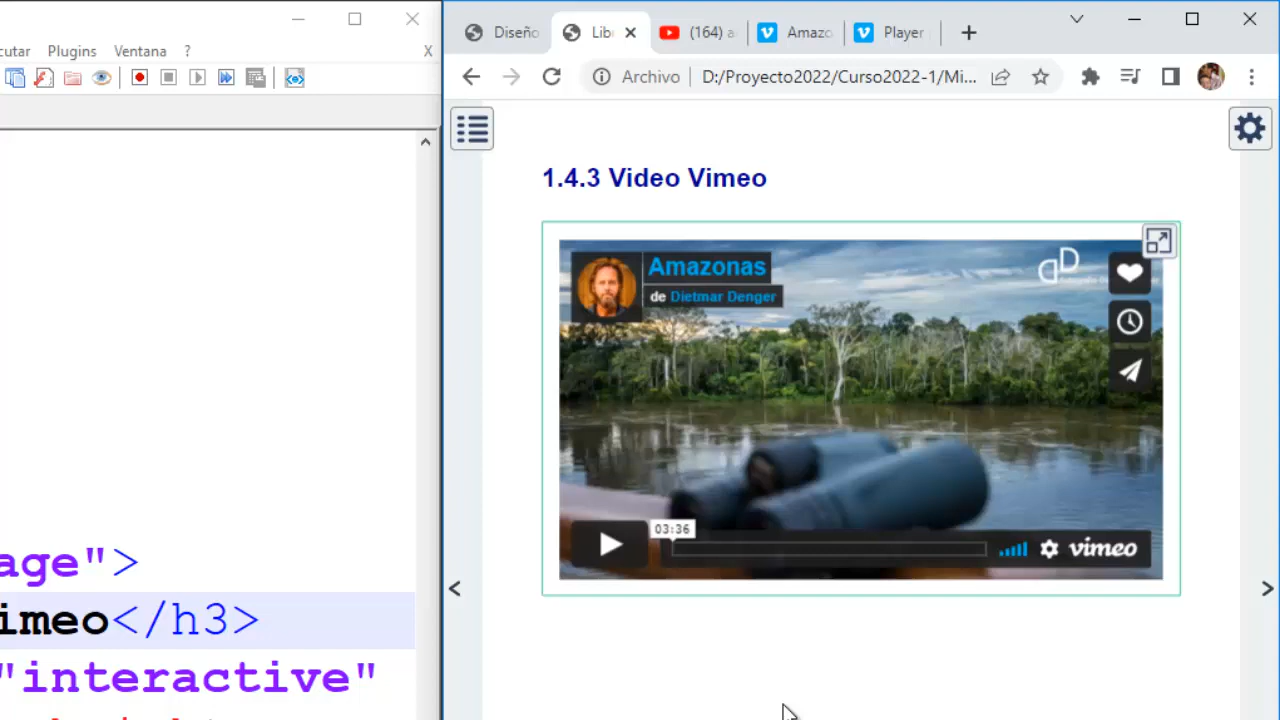 cutar Plugins Ventana ? X
age">
imeo</h3>
"interactive"
Diseño
Lib
(164) a
Amazo
Player
Archivo D:/Proyecto2022/Curso2022-1/Mi...
1.4.3 Video Vimeo
Amazonas
de Dietmar Denger
03:36
vimeo